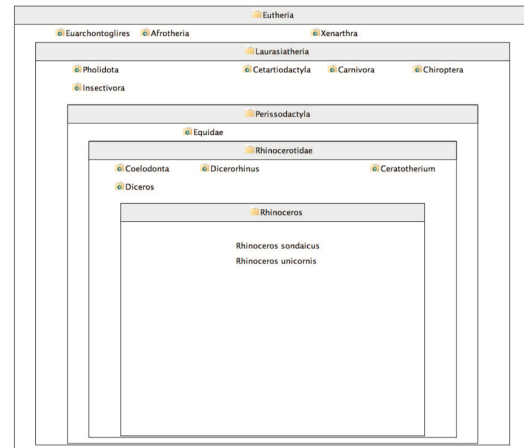 Eutheria
Euarchontoglires Afrotheria Xenarthra
Laurasiatheria
Pholidota Cetartiodactyla Carnivora Chiroptera
Insectivora
Perissodactyla
Equidae
Rhinocerotidae
Coelodonta Dicerorhinus Ceratotherium
Diceros
Rhinoceros
Rhinoceros sondaicus
Rhinoceros unicornis